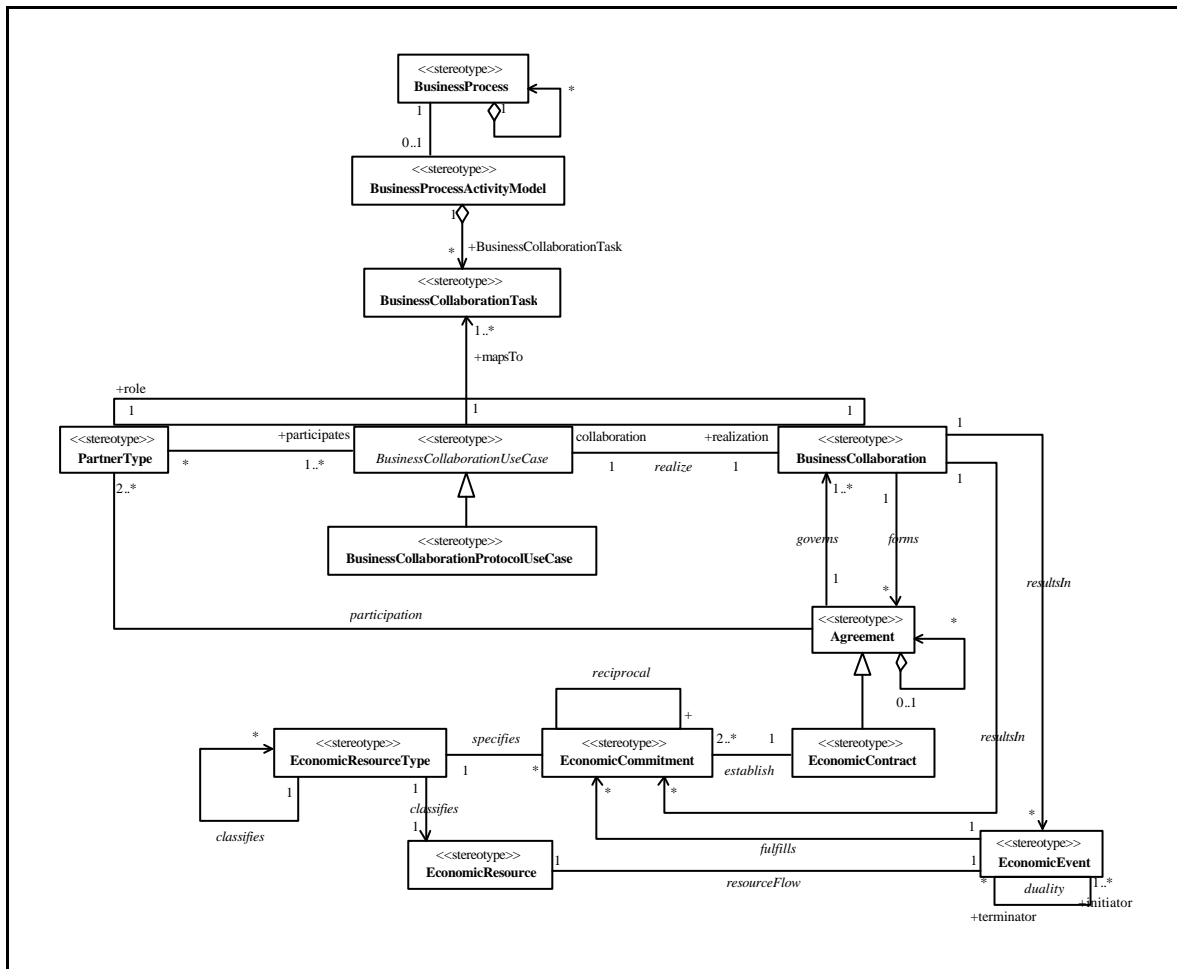 <<stereotype>>
BusinessProcess
*
1
1
0..1
<<stereotype>>
BusinessProcessActivityModel
1
* +BusinessCollaborationTask
<<stereotype>>
BusinessCollaborationTask
1..*
+mapsTo
+role
1
1
1
<<stereotype>>
PartnerType
+participates
*
1..*
<<stereotype>>
BusinessCollaborationUseCase
collaboration
+realization
1
realize
1
<<stereotype>>
BusinessCollaboration
1
1
2..*
1..*
1
<<stereotype>>
BusinessCollaborationProtocolUseCase
governs
forms
resultsIn
1
*
participation
<<stereotype>>
Agreement
*
0..1
reciprocal
+
resultsIn
*
<<stereotype>>
EconomicResourceType
specifies
1
*
<<stereotype>>
EconomicCommitment
2..*
1
establish
<<stereotype>>
EconomicContract
1
1
classifies
classifies
1
*
*
*
1
fulfills
<<stereotype>>
EconomicResource
1
resourceFlow
1
<<stereotype>>
EconomicEvent
*
duality
1..*
+initiator
+terminator